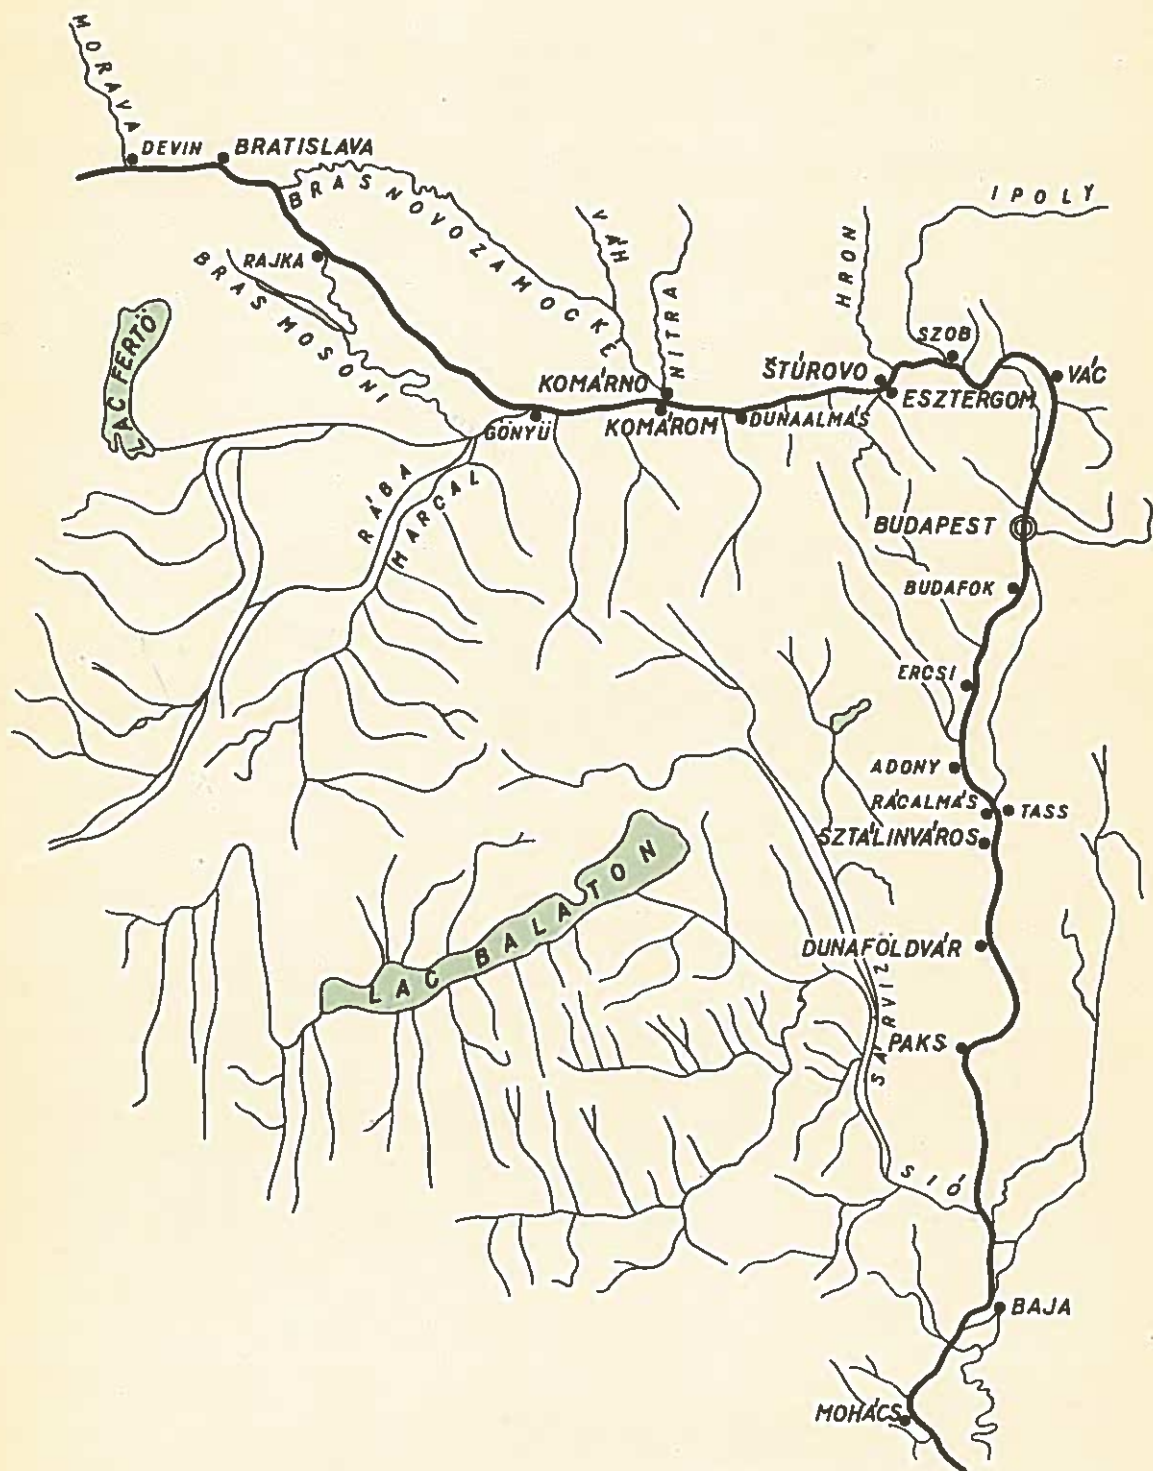 MORAVA
DEVIN
BRATISLAVA
BRAS NOVOZAMOCKÉ
RAJKA
BRAS MOSONI
VÁH
NITRA
HRON
IPOLY
SZOB
LAC FERTÖ
KOMÁRNO
ŠTÚROVO
VÁC
ESZTERGOM
GÖNYÜ
KOMÁROM
DUNAALMÁS
RÁBA
MARCAL
BUDAPEST
BUDAFOK
ERCSI
ADONY
RÁCALMÁS
TASS
SZTÁLINVÁROS
LAC BALATON
DUNAFÖLDVÁR
SÁRVIZ
PAKS
SIÓ
BAJA
MOHÁCS